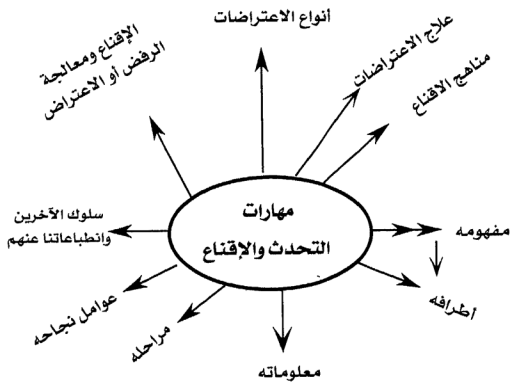 أنواع الاعتراضات
علاج الاعتراضات
مناهج الاقناع
الإقناع ومعالجة
الرفض أو الاعتراض
مهارات
التحدث والإقناع
مفهومه
سلوك الآخرين
وانطباعاتنا عنهم
أطرافه
عوامل نجاحه
مراحله
معلوماته